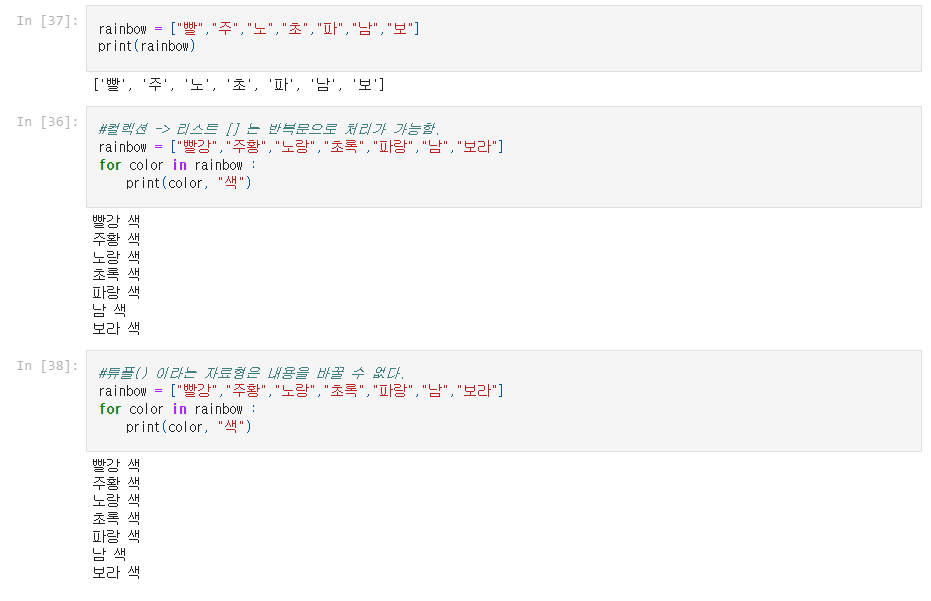 In [37]:
rainbow = ["빨","주","노","초","파","남","보"]
print(rainbow)
['빨', '주', '노', '초', '파', '남', '보']
In [36]:
#컬렉션 -> 리스트 []는 반복문으로 처리가 가능함.
rainbow = ["빨강","주황","노랑","초록","파랑","남","보라"]
for color in rainbow :
print(color, "색")
빨강 색
주황 색
노랑 색
초록 색
파랑 색
남 색
보라 색
In [38]:
#튜플() 이라는 자료형은 내용을 바꿀 수 없다.
rainbow = ["빨강","주황","노랑","초록","파랑","남","보라"]
for color in rainbow :
print(color, "색")
빨강 색
주황 색
노랑 색
초록 색
파랑 색
남 색
보라 색